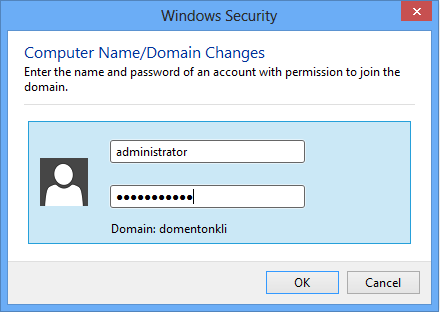 Windows Security
Computer Name/Domain Changes
Enter the name and password of an account with permission to join the
domain.
administrator
●●●●●●●●●●●
Domain: domentonkli
OK
Cancel